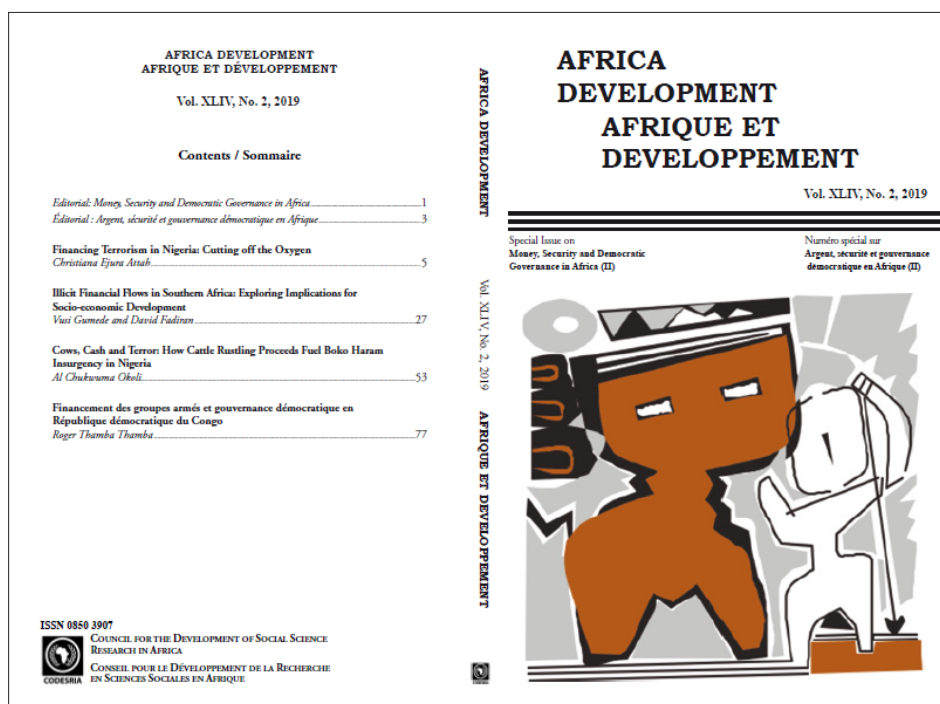 AFRICA DEVELOPMENT
AFRIQUE ET DÉVELOPPEMENT
Vol. XLIV, No. 2, 2019
Contents / Sommaire
Editorial: Money, Security and Democratic Governance in Africa 1
Éditorial : Argent, sécurité et gouvernance démocratique en Afrique 3
Financing Terrorism in Nigeria: Cutting off the Oxygen
Christiana Ejura Attah 5
Illicit Financial Flows in Southern Africa: Exploring Implications for
Socio-economic Development
Vusi Gumede and David Fadiran 27
Cows, Cash and Terror: How Cattle Rustling Proceeds Fuel Boko Haram
Insurgency in Nigeria
Al Chukwuma Okoli 53
Financement des groupes armés et gouvernance démocratique en
République démocratique du Congo
Roger Thamba Thamba 77
ISSN 0850 3907
COUNCIL FOR THE DEVELOPMENT OF SOCIAL SCIENCE
RESEARCH IN AFRICA
CONSEIL POUR LE DÉVELOPPEMENT DE LA RECHERCHE
EN SCIENCES SOCIALES EN AFRIQUE
CODESRIA
AFRICA DEVELOPMENT
Vol. XLIV, No. 2, 2019
AFRIQUE ET DEVELOPPEMENT
CODESRIA
AFRICA
DEVELOPMENT
AFRIQUE ET
DEVELOPPEMENT
Vol. XLIV, No. 2, 2019
Special Issue on
Money, Security and Democratic
Governance in Africa (II)
Numéro spécial sur
Argent, sécurité et gouvernance
démocratique en Afrique (II)